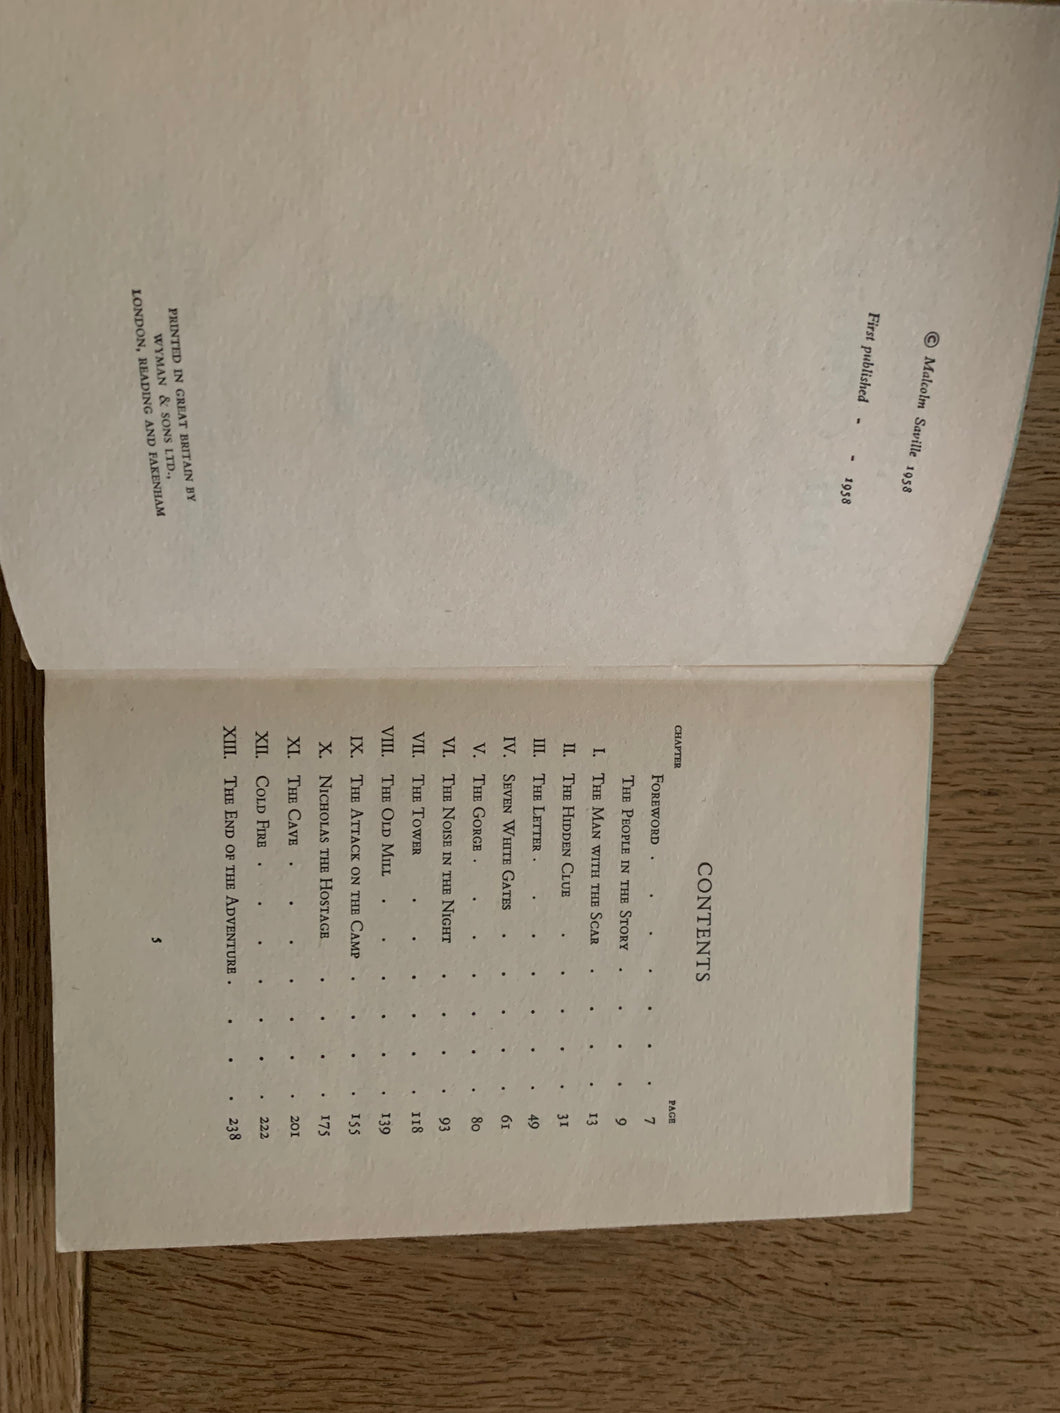 © Malcolm Saville 1958
First published - - 1958
PRINTED IN GREAT BRITAIN BY
WYMAN & SONS LTD.,
LONDON, READING AND FAKENHAM
CONTENTS
CHAPTER PAGE
FOREWORD . . . . . . . 7
THE PEOPLE IN THE STORY . . . . 9
I. THE MAN WITH THE SCAR . . . . 13
II. THE HIDDEN CLUE . . . . . 31
III. THE LETTER . . . . . . . 49
IV. SEVEN WHITE GATES . . . . . 61
V. THE GORGE . . . . . . . 80
VI. THE NOISE IN THE NIGHT . . . . 93
VII. THE TOWER . . . . . . 118
VIII. THE OLD MILL . . . . . . 139
IX. THE ATTACK ON THE CAMP . . . . 155
X. NICHOLAS THE HOSTAGE . . . . 175
XI. THE CAVE . . . . . . . 201
XII. COLD FIRE . . . . . . . 222
XIII. THE END OF THE ADVENTURE . . . . 238
5